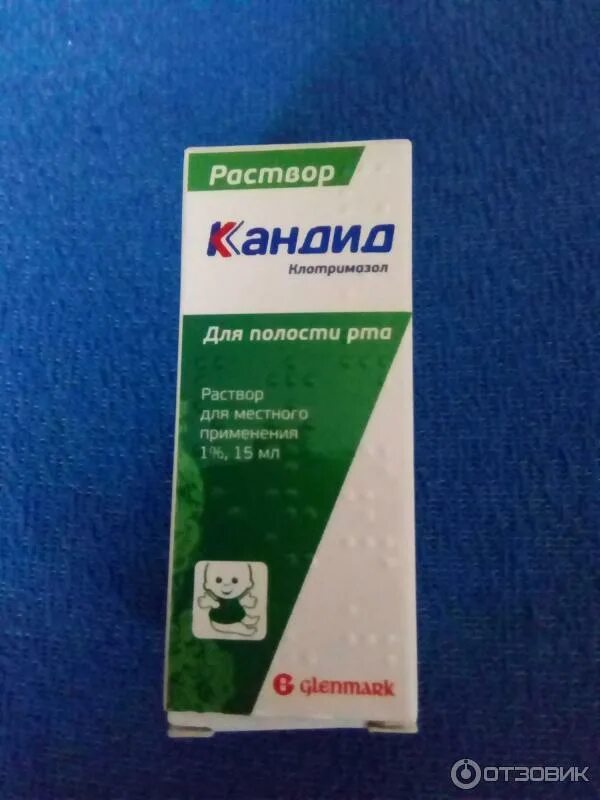 Раствор
Кандид
Клотримазол
Для полости рта
Раствор
для местного
применения
1%, 15 мл
Glenmark
ОТЗОВИК